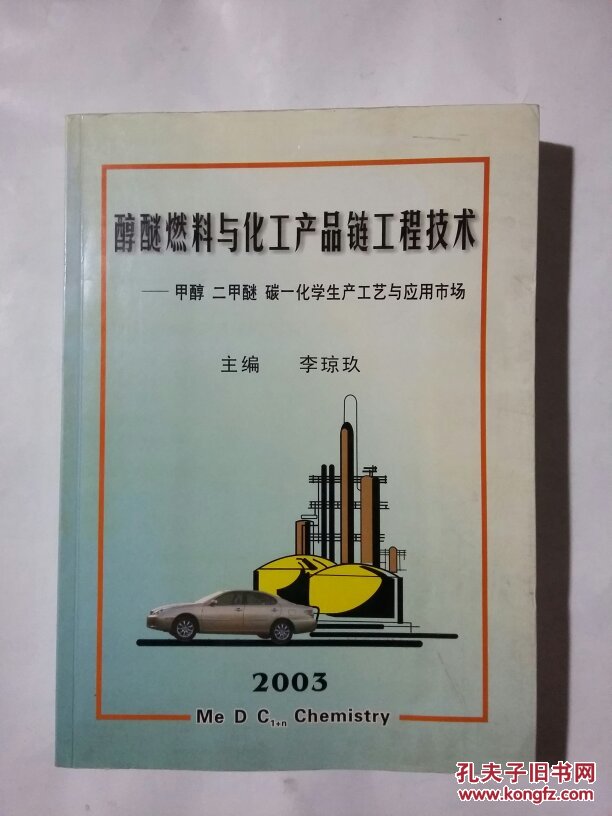 醇醚燃料与化工产品链工程技术
——甲醇 二甲醚 碳一化学生产工艺与应用市场
主编 李琼玖
2003
Me D C1+n Chemistry
孔夫子旧书网
www.kongfz.com